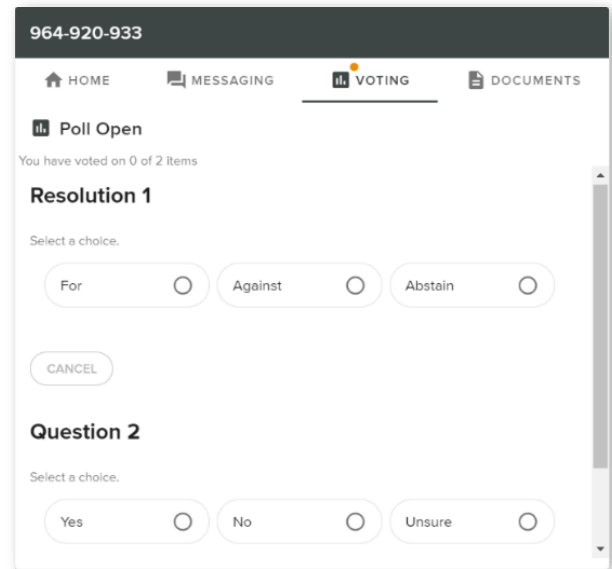 964-920-933
HOME MESSAGING VOTING DOCUMENTS
Poll Open
You have voted on 0 of 2 items
Resolution 1
Select a choice.
For Against Abstain
CANCEL
Question 2
Select a choice.
Yes No Unsure